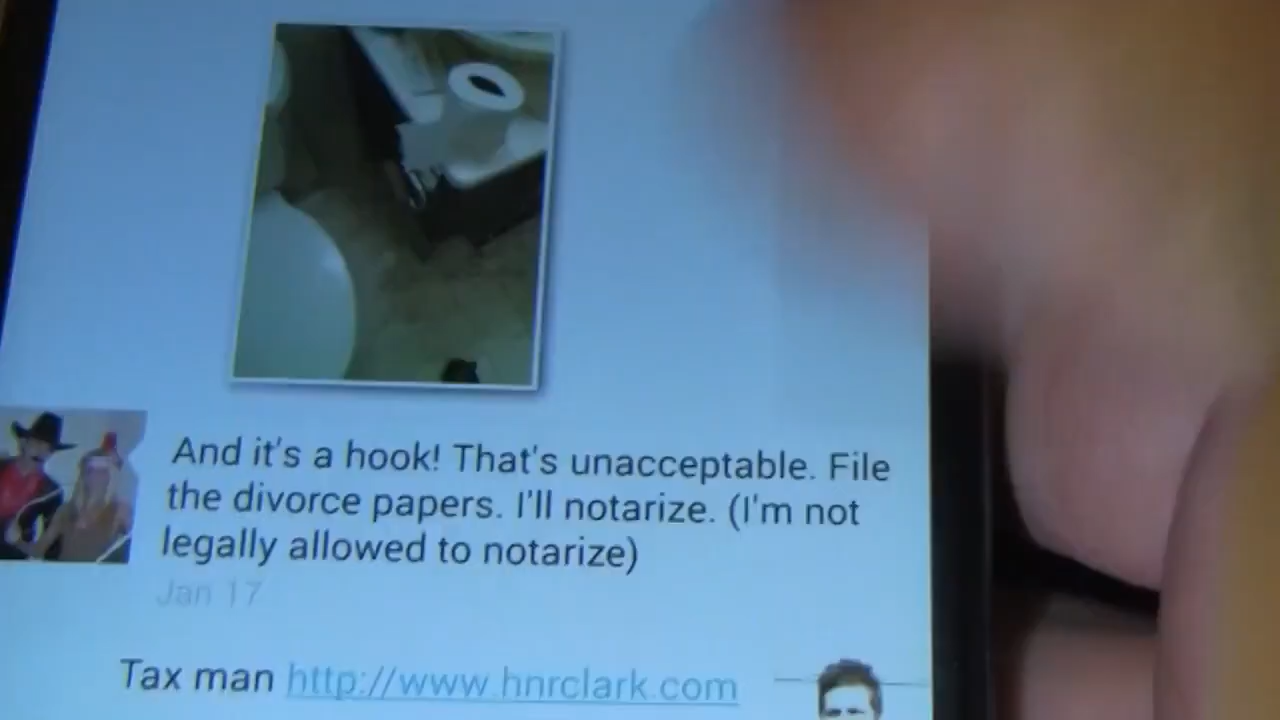 And it's a hook! That's unacceptable. File
the divorce papers. I'll notarize. (I'm not
legally allowed to notarize)
Jan 17
Tax man http://www.hnrclark.com